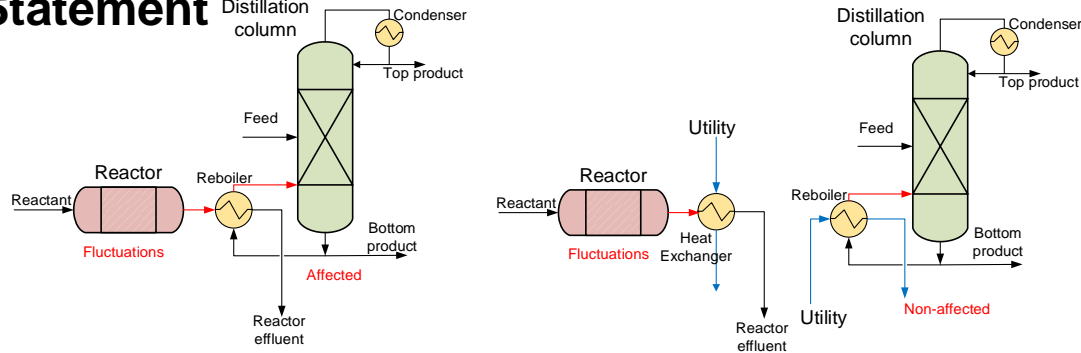 Statement
Distillation
column
Condenser
Top product
Feed
Reactor
Reboiler
Reactant
Fluctuations
Bottom
product
Affected
Reactor
effluent
Distillation
column
Condenser
Top product
Feed
Utility
Reactor
Reboiler
Reactant
Heat
Exchanger
Fluctuations
Bottom
product
Utility
Non-affected
Reactor
effluent